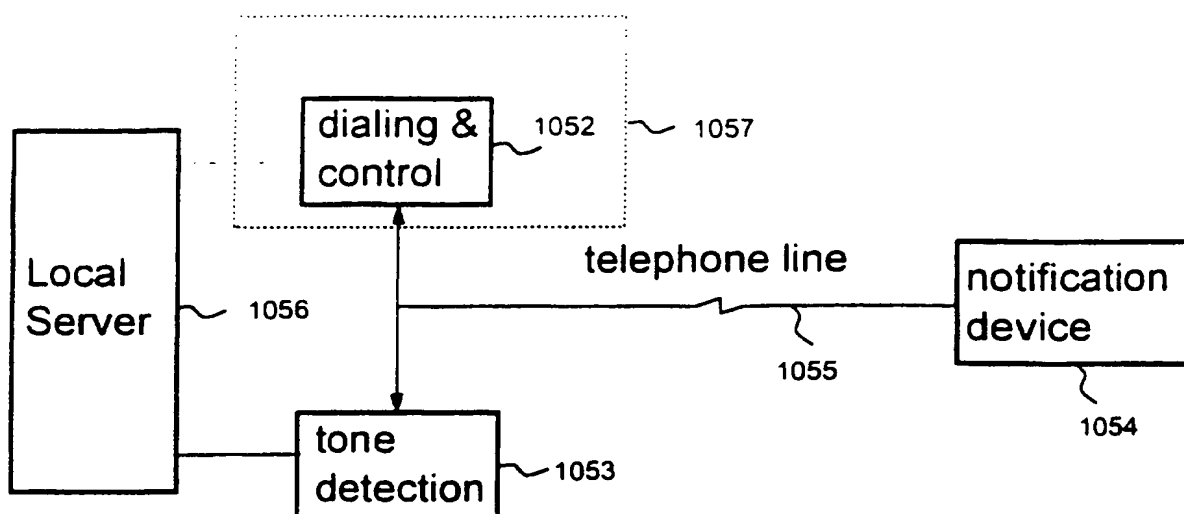 dialing &
control
1052
1057
telephone line
Local
Server
1056
notification
device
1055
1054
tone
detection
1053